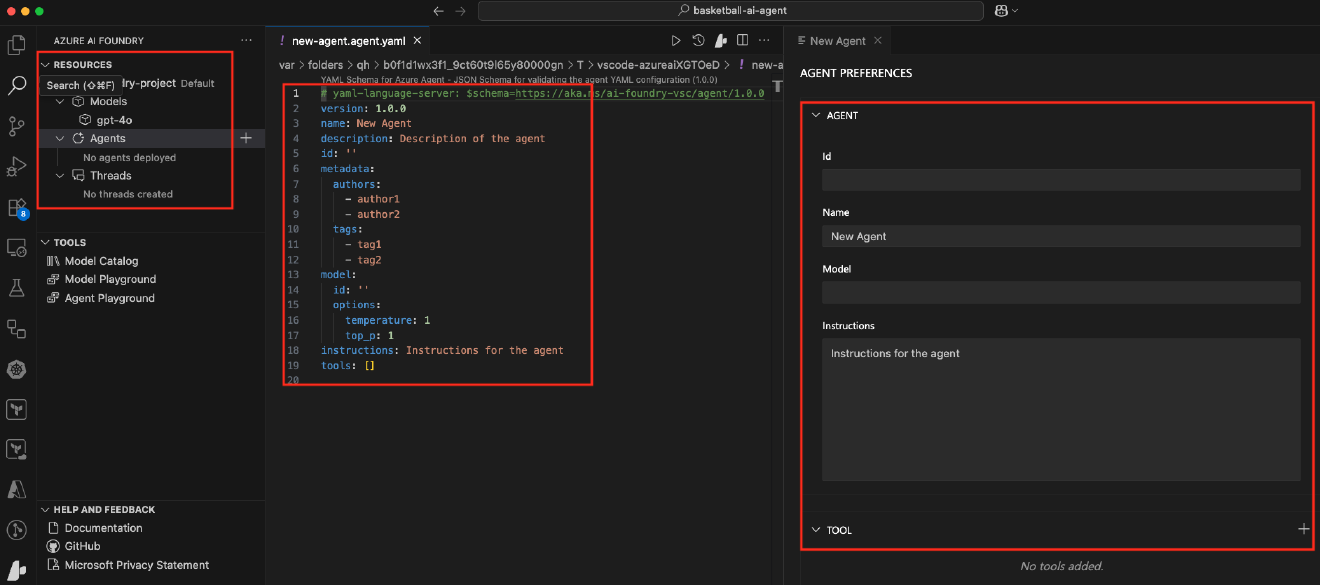 basketball-ai-agent
AZURE AI FOUNDRY
RESOURCES
Search (⇧⌘F)
dry-project Default
Models
gpt-4o
Agents
No agents deployed
Threads
No threads created
8
TOOLS
Model Catalog
Model Playground
Agent Playground
HELP AND FEEDBACK
Documentation
GitHub
Microsoft Privacy Statement
! new-agent.agent.yaml
var > folders > qh > b0f1d1wx3f1_9ct60t9l65y80000gn > T > vscode-azureaiXGTOeD > ! new-a
YAML Schema for Azure Agent - JSON Schema for validating the agent YAML configuration (1.0.0)
1 # yaml-language-server: $schema=https://aka.ms/ai-foundry-vsc/agent/1.0.0
2 version: 1.0.0
3 name: New Agent
4 description: Description of the agent
5 id: ''
6 metadata:
7 authors:
8 - author1
9 - author2
10 tags:
11 - tag1
12 - tag2
13 model:
14 id: ''
15 options:
16 temperature: 1
17 top_p: 1
18 instructions: Instructions for the agent
19 tools: []
20
New Agent
AGENT PREFERENCES
AGENT
Id
Name
New Agent
Model
Instructions
Instructions for the agent
TOOL
No tools added.